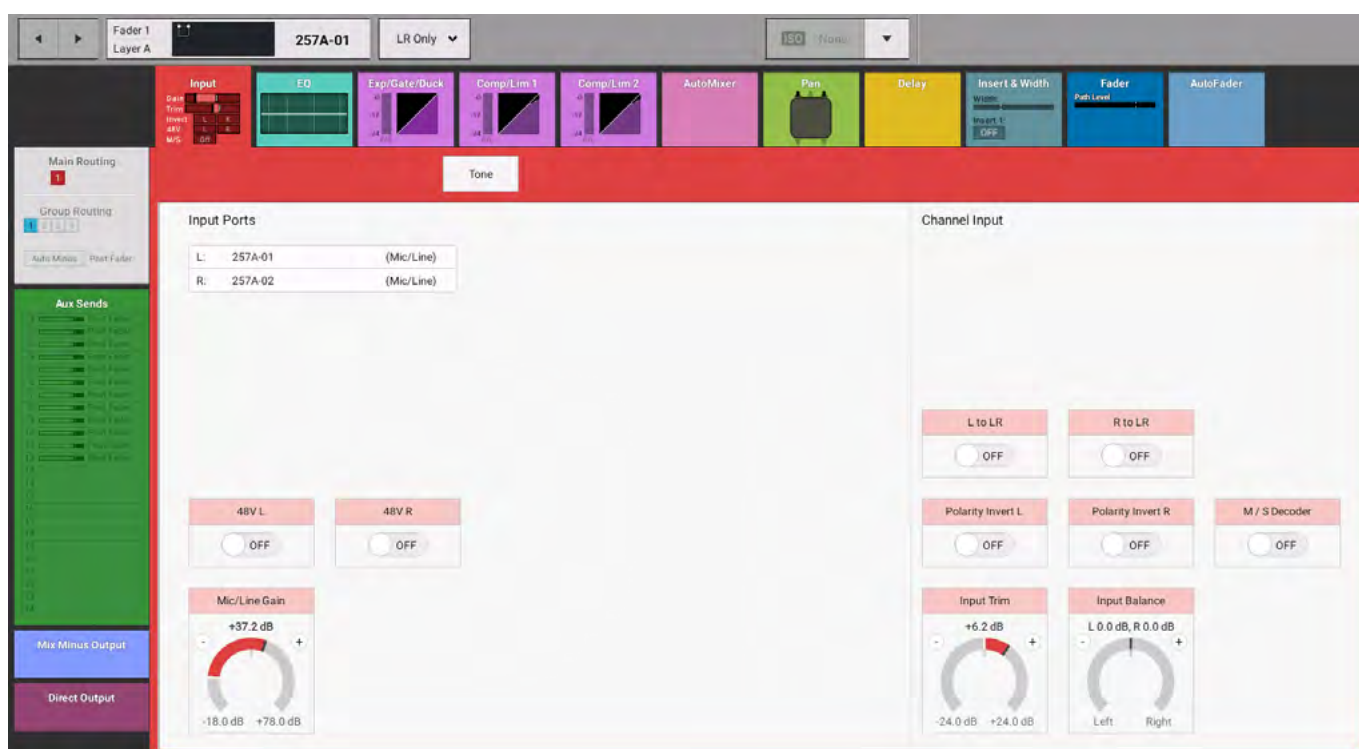 Fader 1
Layer A
257A-01
LR Only
ISO
None
Input
EQ
Exp/Gate/Duck
Comp/Lim 1
Comp/Lim 2
AutoMixer
Pan
Delay
Insert & Width
Fader
AutoFader
Gain
Trim
Invert L R
48V L R
M/S Off
Width:
Insert 1:
OFF
Path Level
Main Routing
1
Group Routing
1
Auto Minus Post Fader
Aux Sends
Mix Minus Output
Direct Output
Tone
Input Ports
L: 257A-01 (Mic/Line)
R: 257A-02 (Mic/Line)
48V L
OFF
48V R
OFF
Mic/Line Gain
+37.2 dB
- +
-18.0 dB +78.0 dB
Channel Input
L to LR
OFF
R to LR
OFF
Polarity Invert L
OFF
Polarity Invert R
OFF
M / S Decoder
OFF
Input Trim
+6.2 dB
- +
-24.0 dB +24.0 dB
Input Balance
L 0.0 dB, R 0.0 dB
- +
Left Right